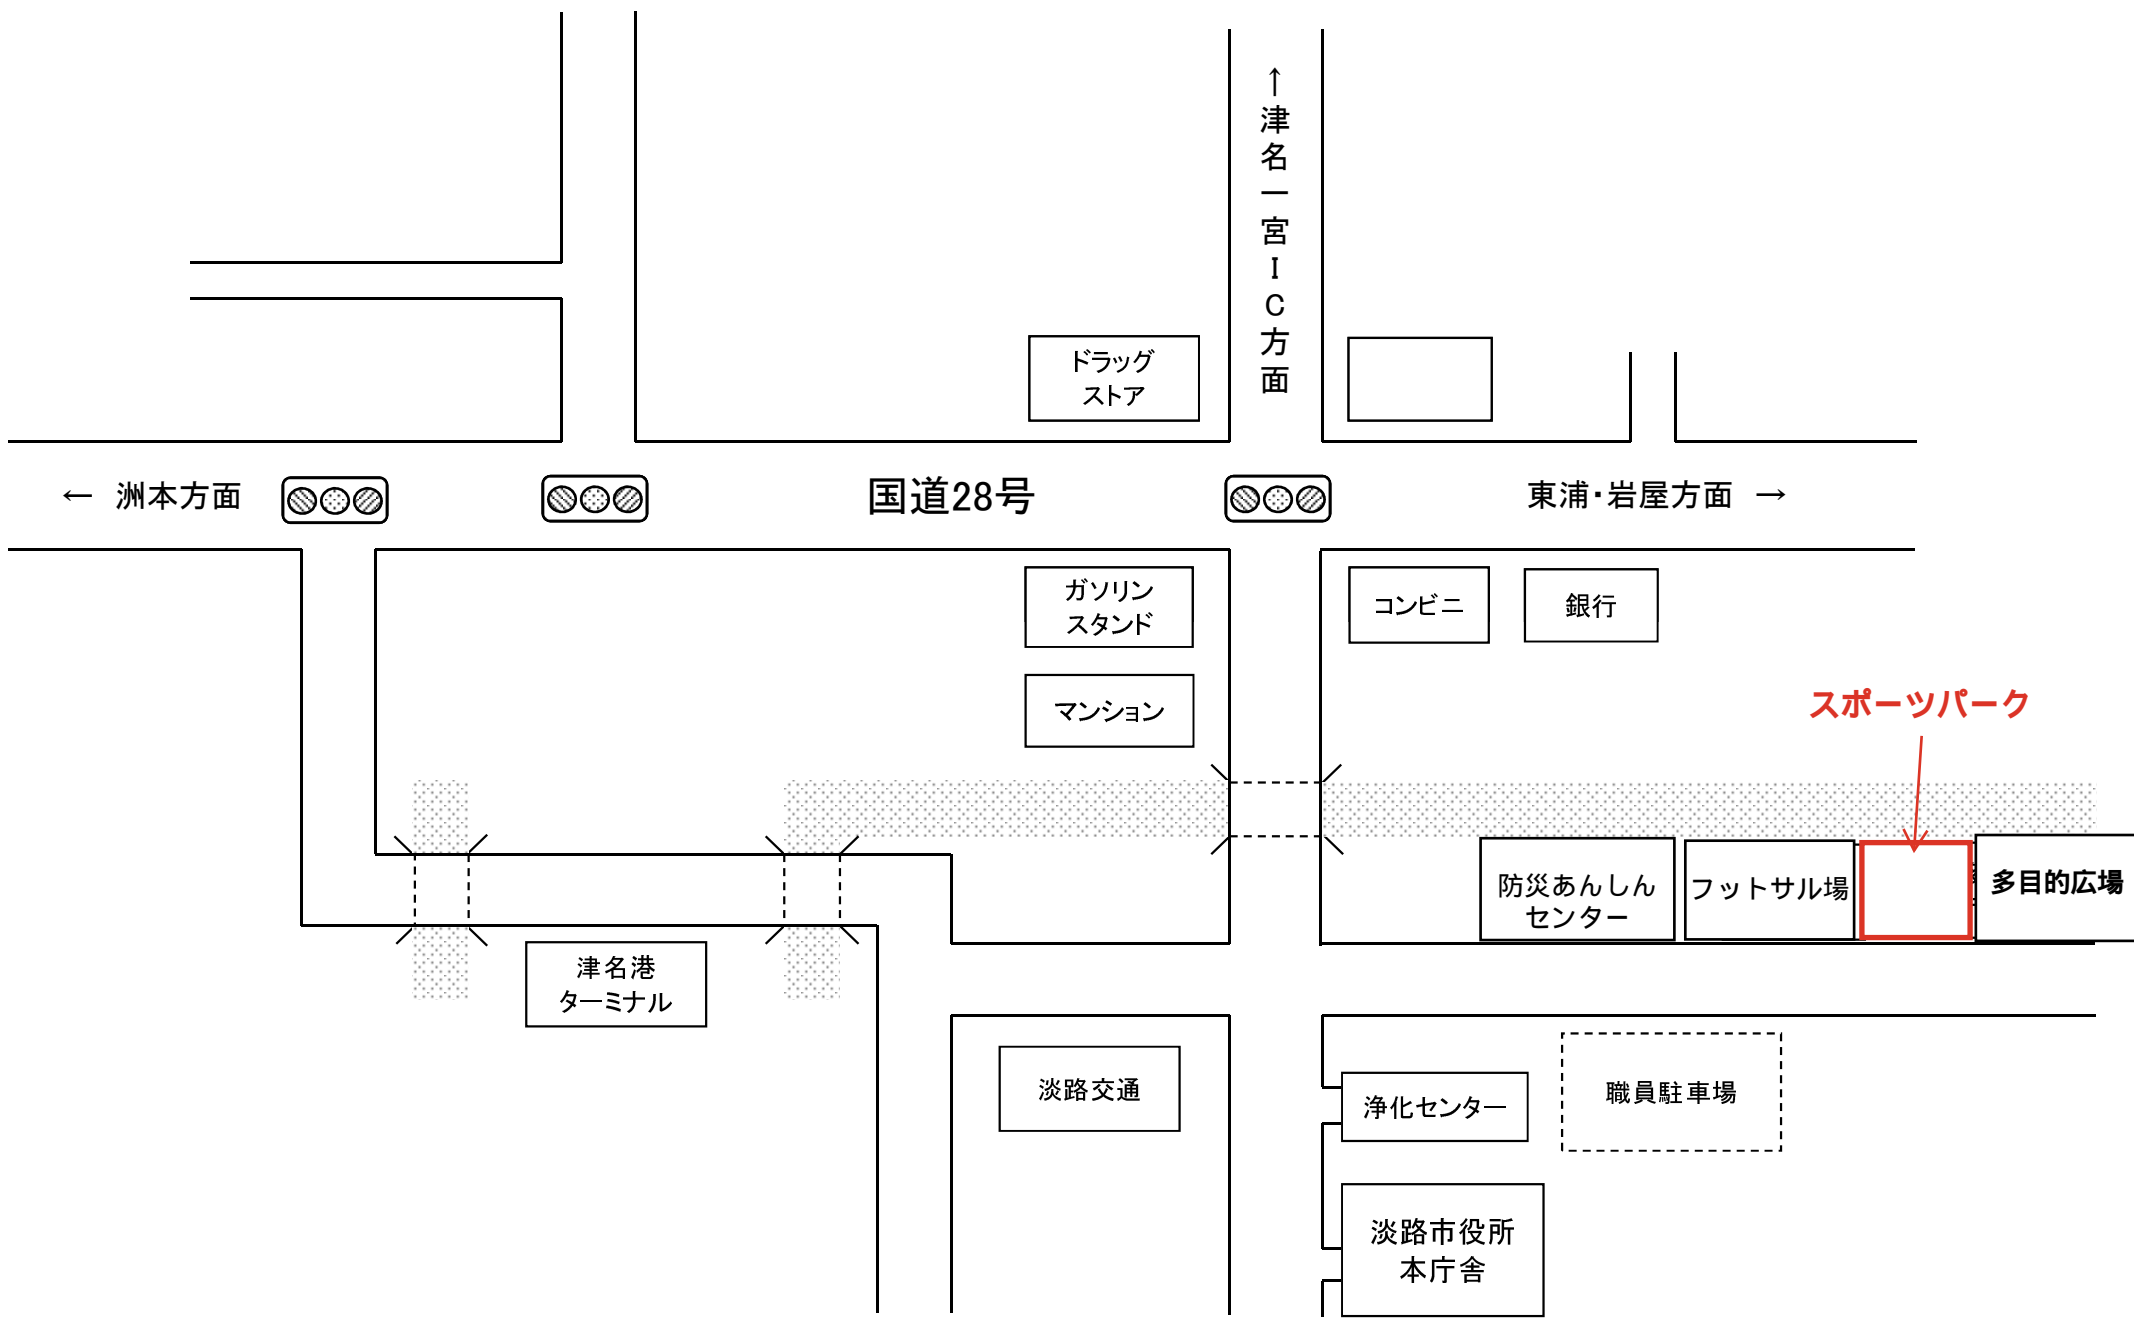 ↑津名一宮IC方面
ドラッグ
ストア
← 洲本方面
国道28号
東浦・岩屋方面 →
ガソリン
スタンド
コンビニ
銀行
マンション
スポーツパーク
防災あんしん
センター
フットサル場
多目的広場
津名港
ターミナル
淡路交通
浄化センター
職員駐車場
淡路市役所
本庁舎